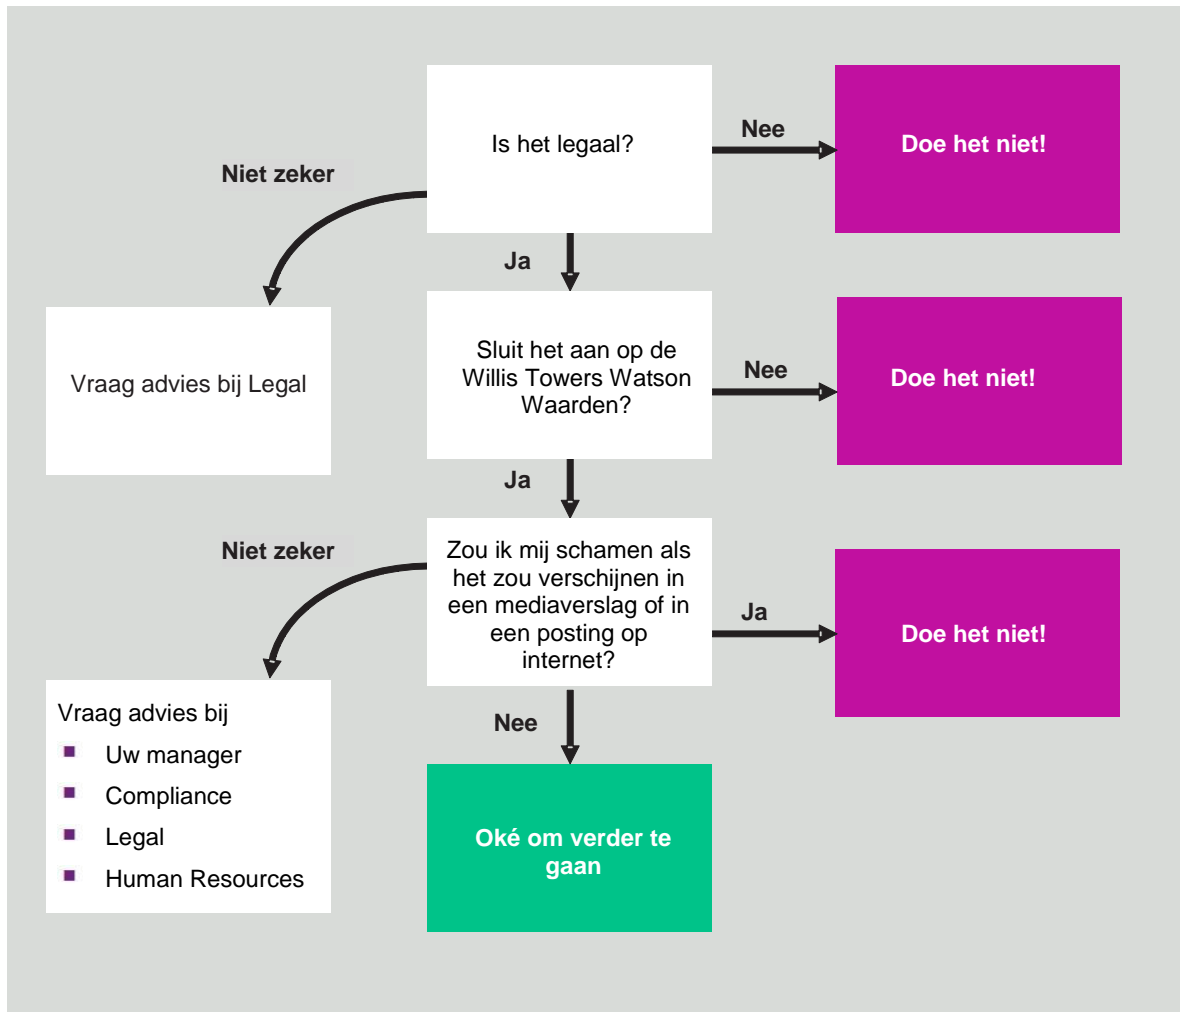 Is het legaal?
Nee
Doe het niet!
Niet zeker
Ja
Vraag advies bij Legal
Sluit het aan op de
Willis Towers Watson
Waarden?
Nee
Doe het niet!
Ja
Niet zeker
Zou ik mij schamen als
het zou verschijnen in
een mediaverslag of in
een posting op
internet?
Ja
Doe het niet!
Vraag advies bij
Uw manager
Compliance
Legal
Human Resources
Nee
Oké om verder te
gaan